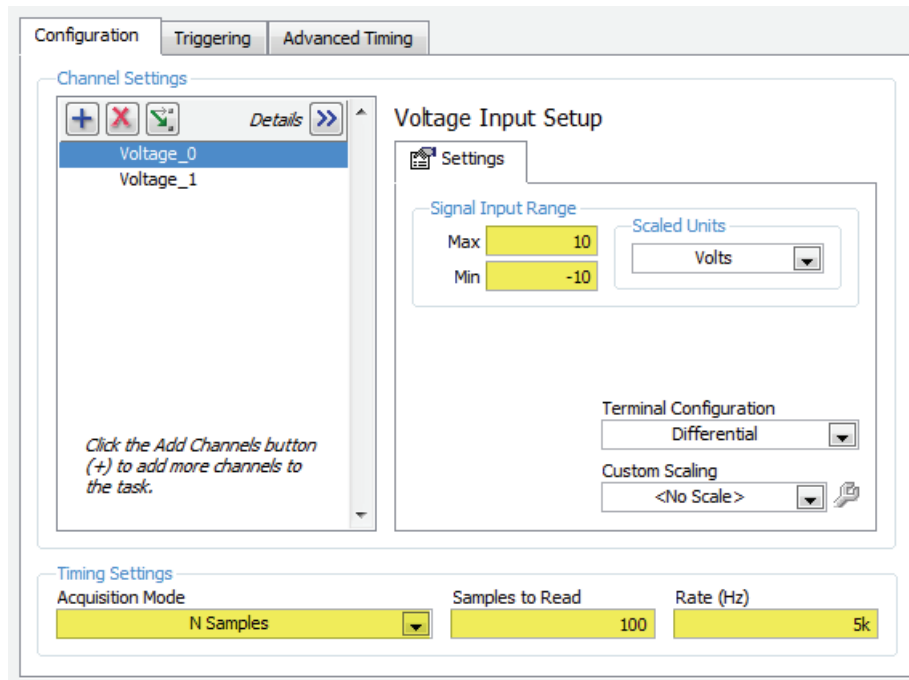 Configuration
Triggering
Advanced Timing
Channel Settings
Details
Voltage_0
Voltage_1
Click the Add Channels button
(+) to add more channels to
the task.
Voltage Input Setup
Settings
Signal Input Range
Max 10
Min -10
Scaled Units
Volts
Terminal Configuration
Differential
Custom Scaling
<No Scale>
Timing Settings
Acquisition Mode
N Samples
Samples to Read
100
Rate (Hz)
5k